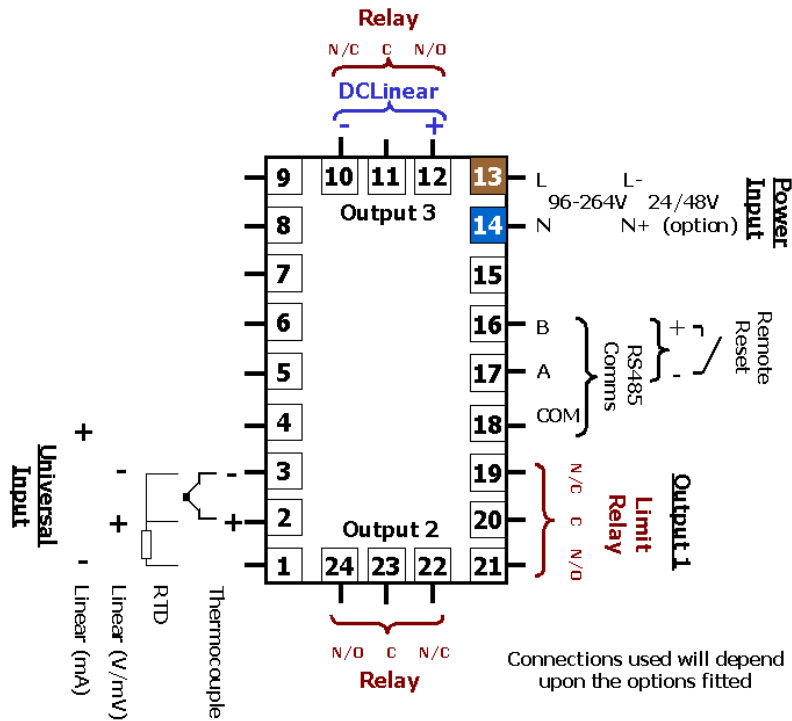 Relay
N/C C N/O
DCLinear
- +
9 10 11 12 13 L L-
Output 3
96-264V 24/48V
8 14 N N+ (option)
Power
Input
7 15
6 16 B
5 17 A
4 18 COM
RS485
Comms
+
-
Remote
Reset
3 19 N/C
2 20 C
1 21 N/O
Limit
Relay
Output 1
Output 2
24 23 22
N/O C N/C
Relay
- +
Thermocouple
RTD
- +
Linear (V/mV)
+ -
Linear (mA)
Universal
Input
Connections used will depend
upon the options fitted